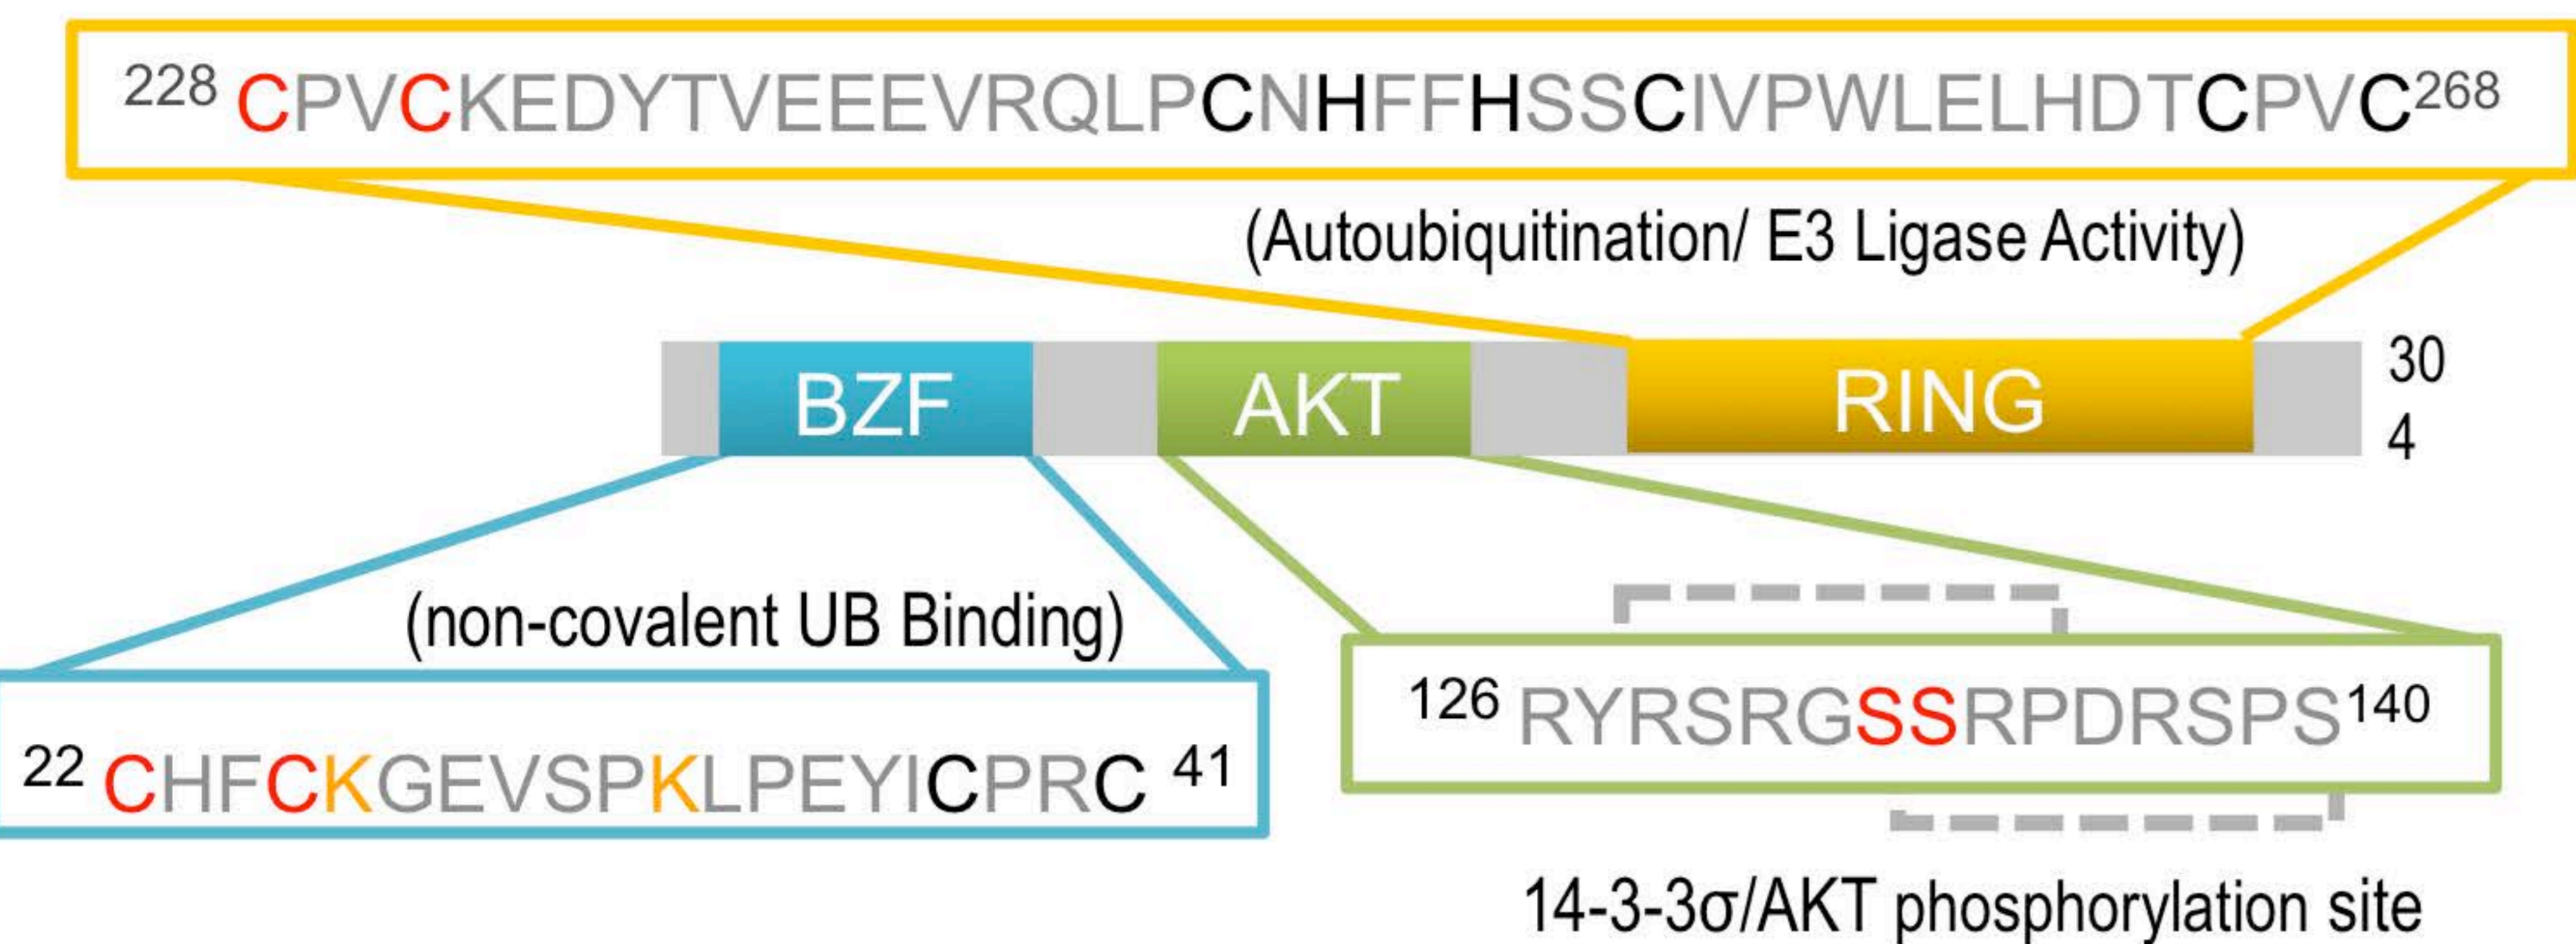 228 CPVCKEDYTVEEEVRQLPCNHFFHSSCIVPWLELHDTCPVC268
(Autoubiquitination/ E3 Ligase Activity)
BZF AKT RING 30
4
(non-covalent UB Binding)
126 RYRSRGSSRPDRSPS140
22 CHFCKGEVSPKLPEYICPRC 41
14-3-3σ/AKT phosphorylation site